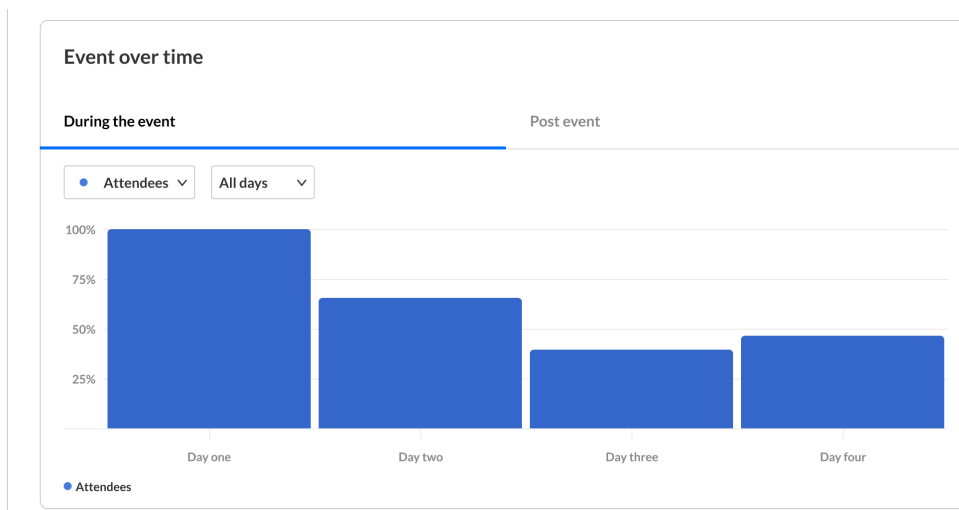 Event over time
During the event Post event
Attendees All days
100%
75%
50%
25%
Day one Day two Day three Day four
Attendees